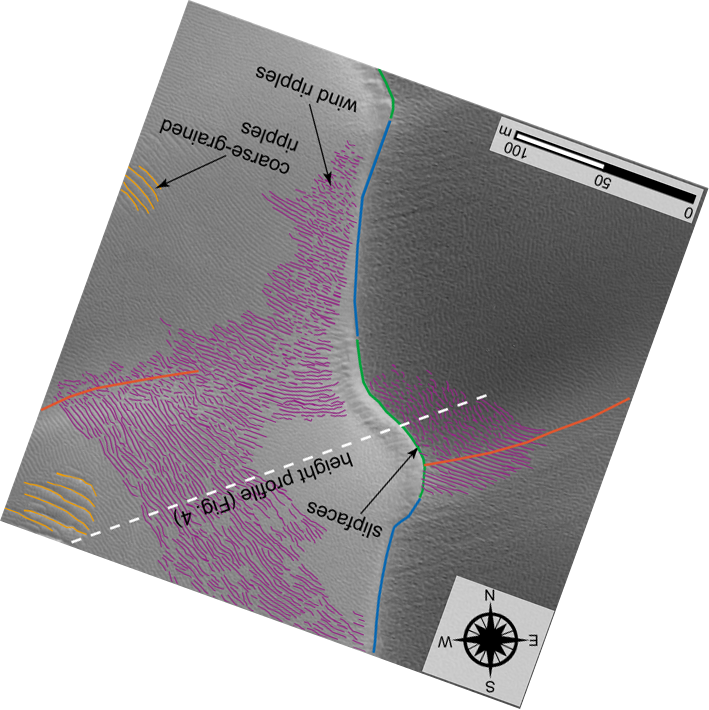 wind ripples
coarse-grained
ripples
100
m
50
0
height profile (Fig. 4)
slipfaces
N
W
E
S